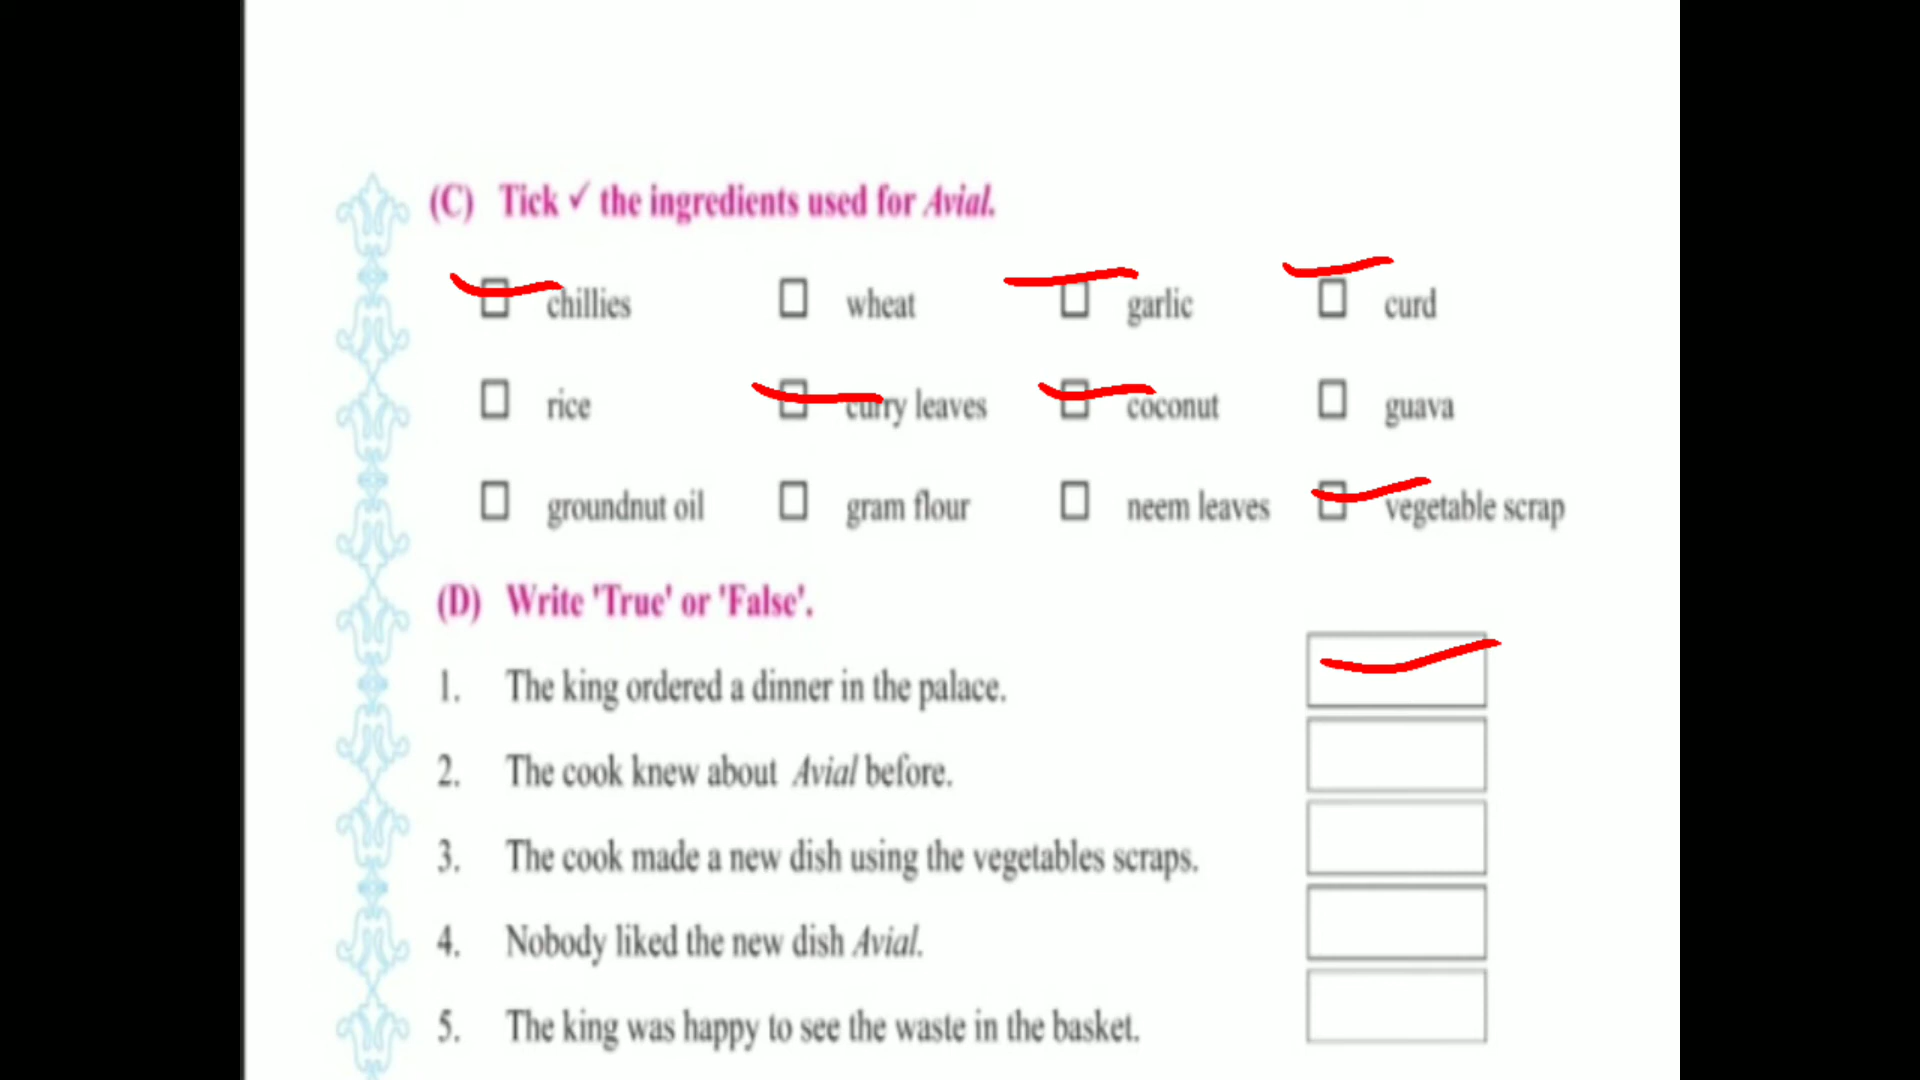 (C) Tick ✓ the ingredients used for Avial.
☐ chillies ☐ wheat ☐ garlic ☐ curd
☐ rice ☐ curry leaves ☐ coconut ☐ guava
☐ groundnut oil ☐ gram flour ☐ neem leaves ☐ vegetable scrap
(D) Write 'True' or 'False'.
1. The king ordered a dinner in the palace.
2. The cook knew about Avial before.
3. The cook made a new dish using the vegetables scraps.
4. Nobody liked the new dish Avial.
5. The king was happy to see the waste in the basket.